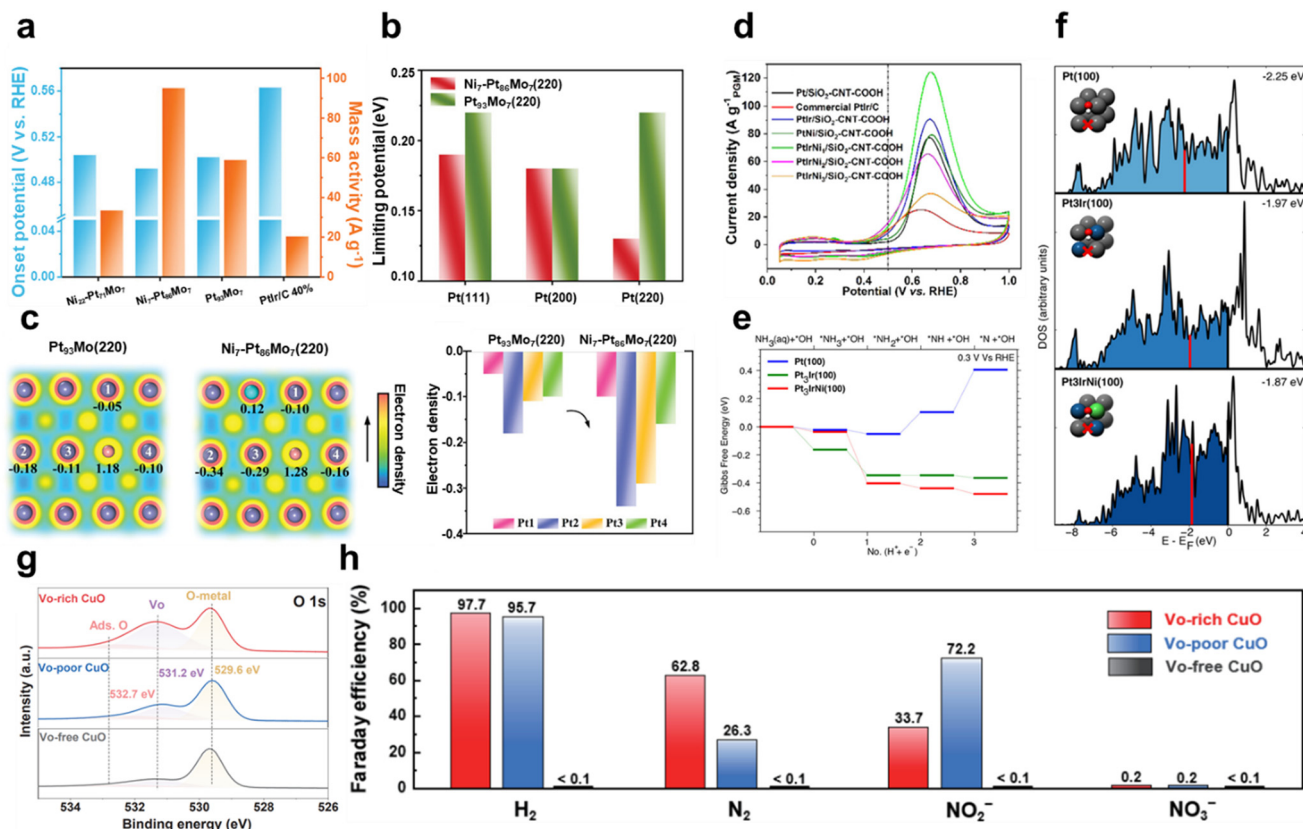 a
Onset potential (V vs. RHE)
0.56
0.48
0.04
0.00
Mass activity (A g⁻¹)
100
80
60
40
20
0
Ni₂₂-Pt₇₁Mo₇
Ni₇-Pt₈₆Mo₇
Pt₉₃Mo₇
PtIr/C 40%
b
Limiting potential(eV)
0.25
0.20
0.15
0.10
Ni₇-Pt₈₆Mo₇(220)
Pt₉₃Mo₇(220)
Pt(111)
Pt(200)
Pt(220)
c
Pt₉₃Mo(220)
1
-0.05
2
3
4
-0.18
-0.11
1.18
-0.10
Ni₇-Pt₈₆Mo₇(220)
1
0.12
-0.10
2
3
4
-0.34
-0.29
1.28
-0.16
Electron density
Pt₉₃Mo₇(220)
Ni₇-Pt₈₆Mo₇(220)
Electron density
-0.0
-0.1
-0.2
-0.3
-0.4
Pt1
Pt2
Pt3
Pt4
d
Current density (A g⁻¹PGM)
120
100
80
60
40
20
0
Pt/SiO₂-CNT-COOH
Commercial PtIr/C
PtIr/SiO₂-CNT-COOH
PtNi/SiO₂-CNT-COOH
PtIrNi₁/SiO₂-CNT-COOH
PtIrNi₂/SiO₂-CNT-COOH
PtIrNi₃/SiO₂-CNT-COOH
0.0
0.2
0.4
0.6
0.8
1.0
Potential (V vs. RHE)
e
NH₃(aq)+*OH
*NH₃+*OH
*NH₂+*OH
*NH +*OH
*N +*OH
Pt(100)
Pt₃Ir(100)
Pt₃IrNi(100)
0.3 V Vs RHE
Gibbs Free Energy (eV)
0.4
0.2
0.0
−0.2
−0.4
−0.6
0
1
2
3
No. (H⁺+ e⁻)
f
Pt(100)
-2.25 eV
Pt3Ir(100)
-1.97 eV
Pt3IrNi(100)
-1.87 eV
DOS (arbitrary units)
−8
−6
−4
−2
0
2
4
E - E_F (eV)
g
Intensity (a.u.)
O 1s
Vo-rich CuO
Ads. O
Vo
O-metal
Vo-poor CuO
532.7 eV
531.2 eV
529.6 eV
Vo-free CuO
534
532
530
528
526
Binding energy (eV)
h
Faraday efficiency (%)
100
80
60
40
20
0
97.7
95.7
< 0.1
62.8
26.3
< 0.1
33.7
72.2
< 0.1
0.2
0.2
< 0.1
Vo-rich CuO
Vo-poor CuO
Vo-free CuO
H₂
N₂
NO₂⁻
NO₃⁻